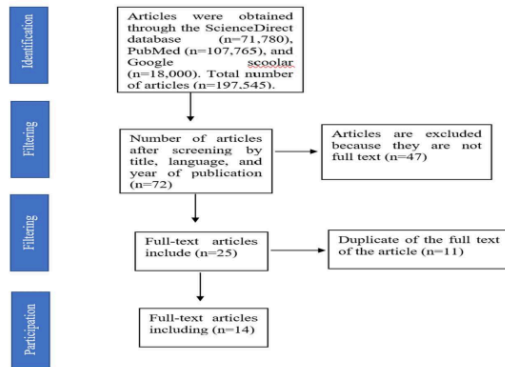 Identification
Articles were obtained
through the ScienceDirect
database (n=71,780),
PubMed (n=107,765), and
Google scoolar
(n=18,000). Total number
of articles (n=197,545).
Filtering
Number of articles
after screening by
title, language, and
year of publication
(n=72)
Articles are excluded
because they are not
full text (n=47)
Filtering
Full-text articles
include (n=25)
Duplicate of the full text
of the article (n=11)
Participation
Full-text articles
including (n=14)